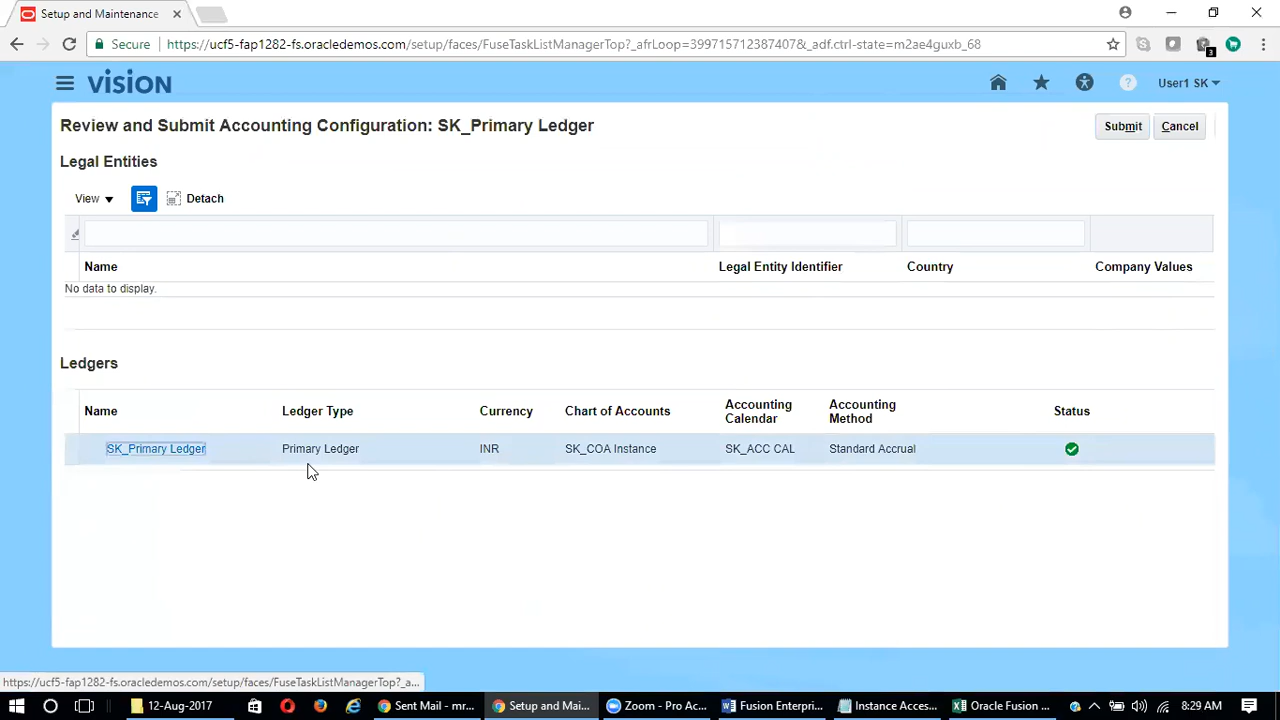 Setup and Maintenance
Secure https://ucf5-fap1282-fs.oracledemos.com/setup/faces/FuseTaskListManagerTop?_afrLoop=399715712387407&_adf.ctrl-state=m2ae4guxb_68
3
VISION
User1 SK
Review and Submit Accounting Configuration: SK_Primary Ledger
Submit Cancel
Legal Entities
View Detach
Name Legal Entity Identifier Country Company Values
No data to display.
Ledgers
Name Ledger Type Currency Chart of Accounts Accounting Calendar Accounting Method Status
SK_Primary Ledger Primary Ledger INR SK_COA Instance SK_ACC CAL Standard Accrual
https://ucf5-fap1282-fs.oracledemos.com/setup/faces/FuseTaskListManagerTop?_a...
12-Aug-2017 Sent Mail - mr... Setup and Mai... Zoom - Pro Ac... Fusion Enterpri... Instance Access... Oracle Fusion ... 8:29 AM